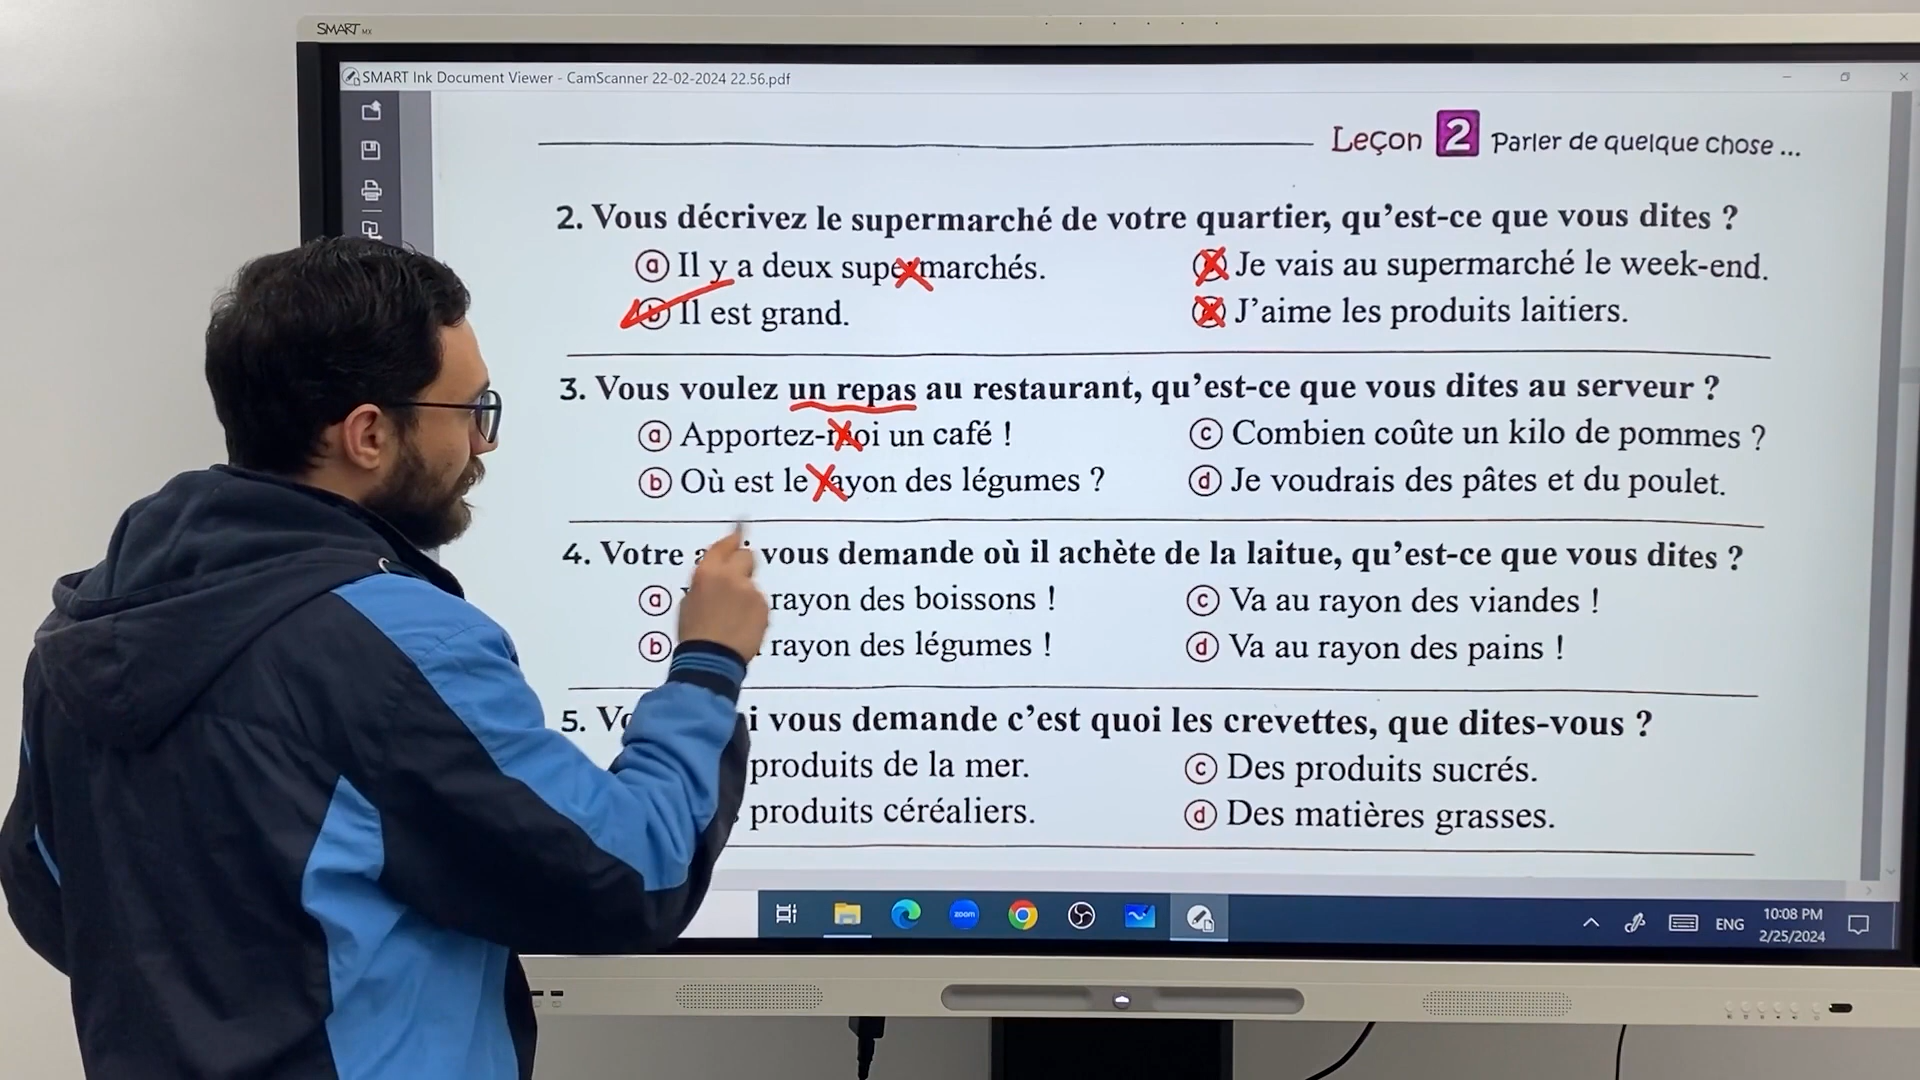 SMART MX
SMART Ink Document Viewer - CamScanner 22-02-2024 22.56.pdf
Leçon 2 Parler de quelque chose ...
2. Vous décrivez le supermarché de votre quartier, qu'est-ce que vous dites ?
a Il y a deux supermarchés.
Je vais au supermarché le week-end.
b Il est grand.
J'aime les produits laitiers.
3. Vous voulez un repas au restaurant, qu'est-ce que vous dites au serveur ?
a Apportez-moi un café !
c Combien coûte un kilo de pommes ?
b Où est le rayon des légumes ?
d Je voudrais des pâtes et du poulet.
4. Votre vous demande où il achète de la laitue, qu'est-ce que vous dites ?
a rayon des boissons !
c Va au rayon des viandes !
b rayon des légumes !
d Va au rayon des pains !
5. vous demande c'est quoi les crevettes, que dites-vous ?
produits de la mer.
c Des produits sucrés.
produits céréaliers.
d Des matières grasses.
zoom
ENG
10:08 PM
2/25/2024